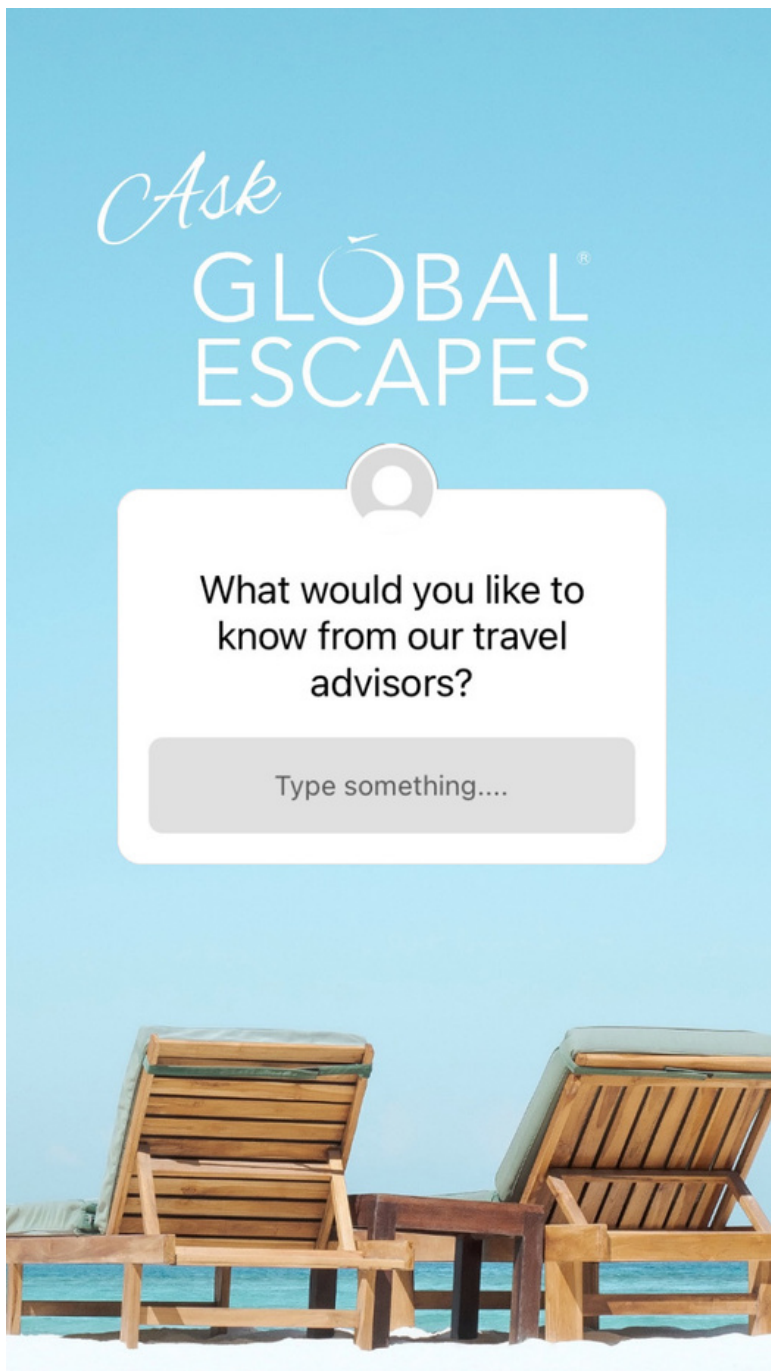 Ask
GLOBAL®
ESCAPES
What would you like to
know from our travel
advisors?
Type something....